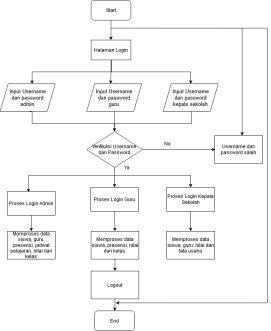 Start
Halaman Login
Input Username
dan password
admin
Input Username
dan password
guru
Input Username
dan password
kepala sekolah
Verifikasi Username
dan Password
No
Username dan
password salah
Ya
Proses Login Admin
Proses Login Guru
Proses Login Kepala
Sekolah
Memproses data
siswa, guru,
presensi, jadwal
pelajaran, nilai dan
kelas
Memproses data
siswa, presensi, nilai
dan kelas.
Memproses data
siswa, guru, nilai dan
tata usaha
Logout
End